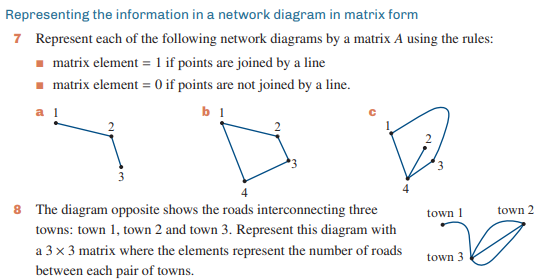 Representing the information in a network diagram in matrix form
7 Represent each of the following network diagrams by a matrix A using the rules:
■ matrix element = 1 if points are joined by a line
■ matrix element = 0 if points are not joined by a line.
a 1 2 3
b 1 2 3 4
c 1 2 3 4
8 The diagram opposite shows the roads interconnecting three
towns: town 1, town 2 and town 3. Represent this diagram with
a 3 × 3 matrix where the elements represent the number of roads
between each pair of towns.
town 1 town 2
town 3